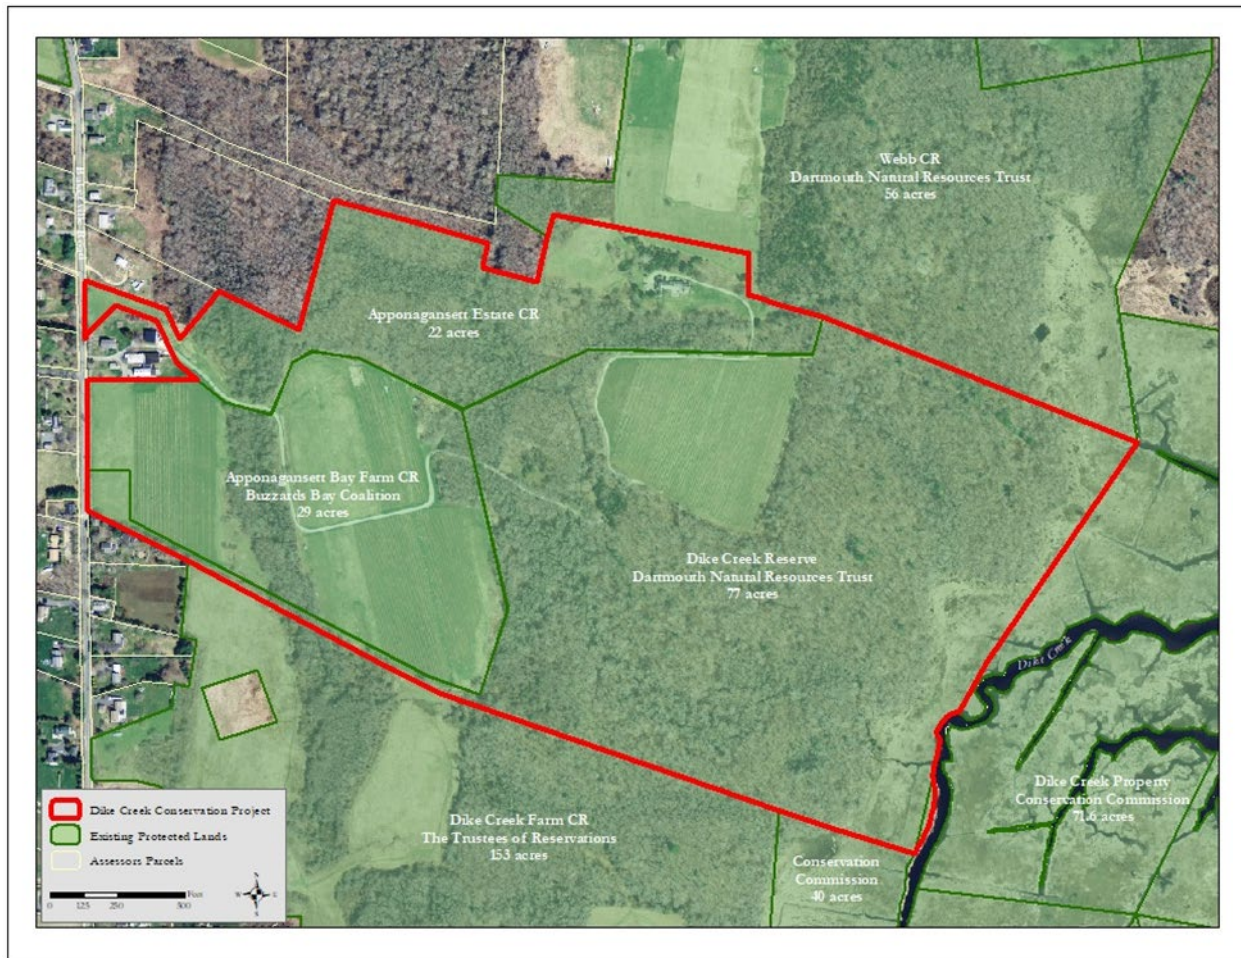 Webb CR
Dartmouth Natural Resources Trust
56 acres
Apponagansett Estate CR
22 acres
Apponagansett Bay Farm CR
Buzzards Bay Coalition
29 acres
Dike Creek Reserve
Dartmouth Natural Resources Trust
77 acres
Dike Creek
Dike Creek Property
Conservation Commission
71.6 acres
Dike Creek Farm CR
The Trustees of Reservations
153 acres
Conservation
Commission
40 acres
Dike Creek Conservation Project
Existing Protected Lands
Assessors Parcels
Feet
0 125 250 500
N
W E
S